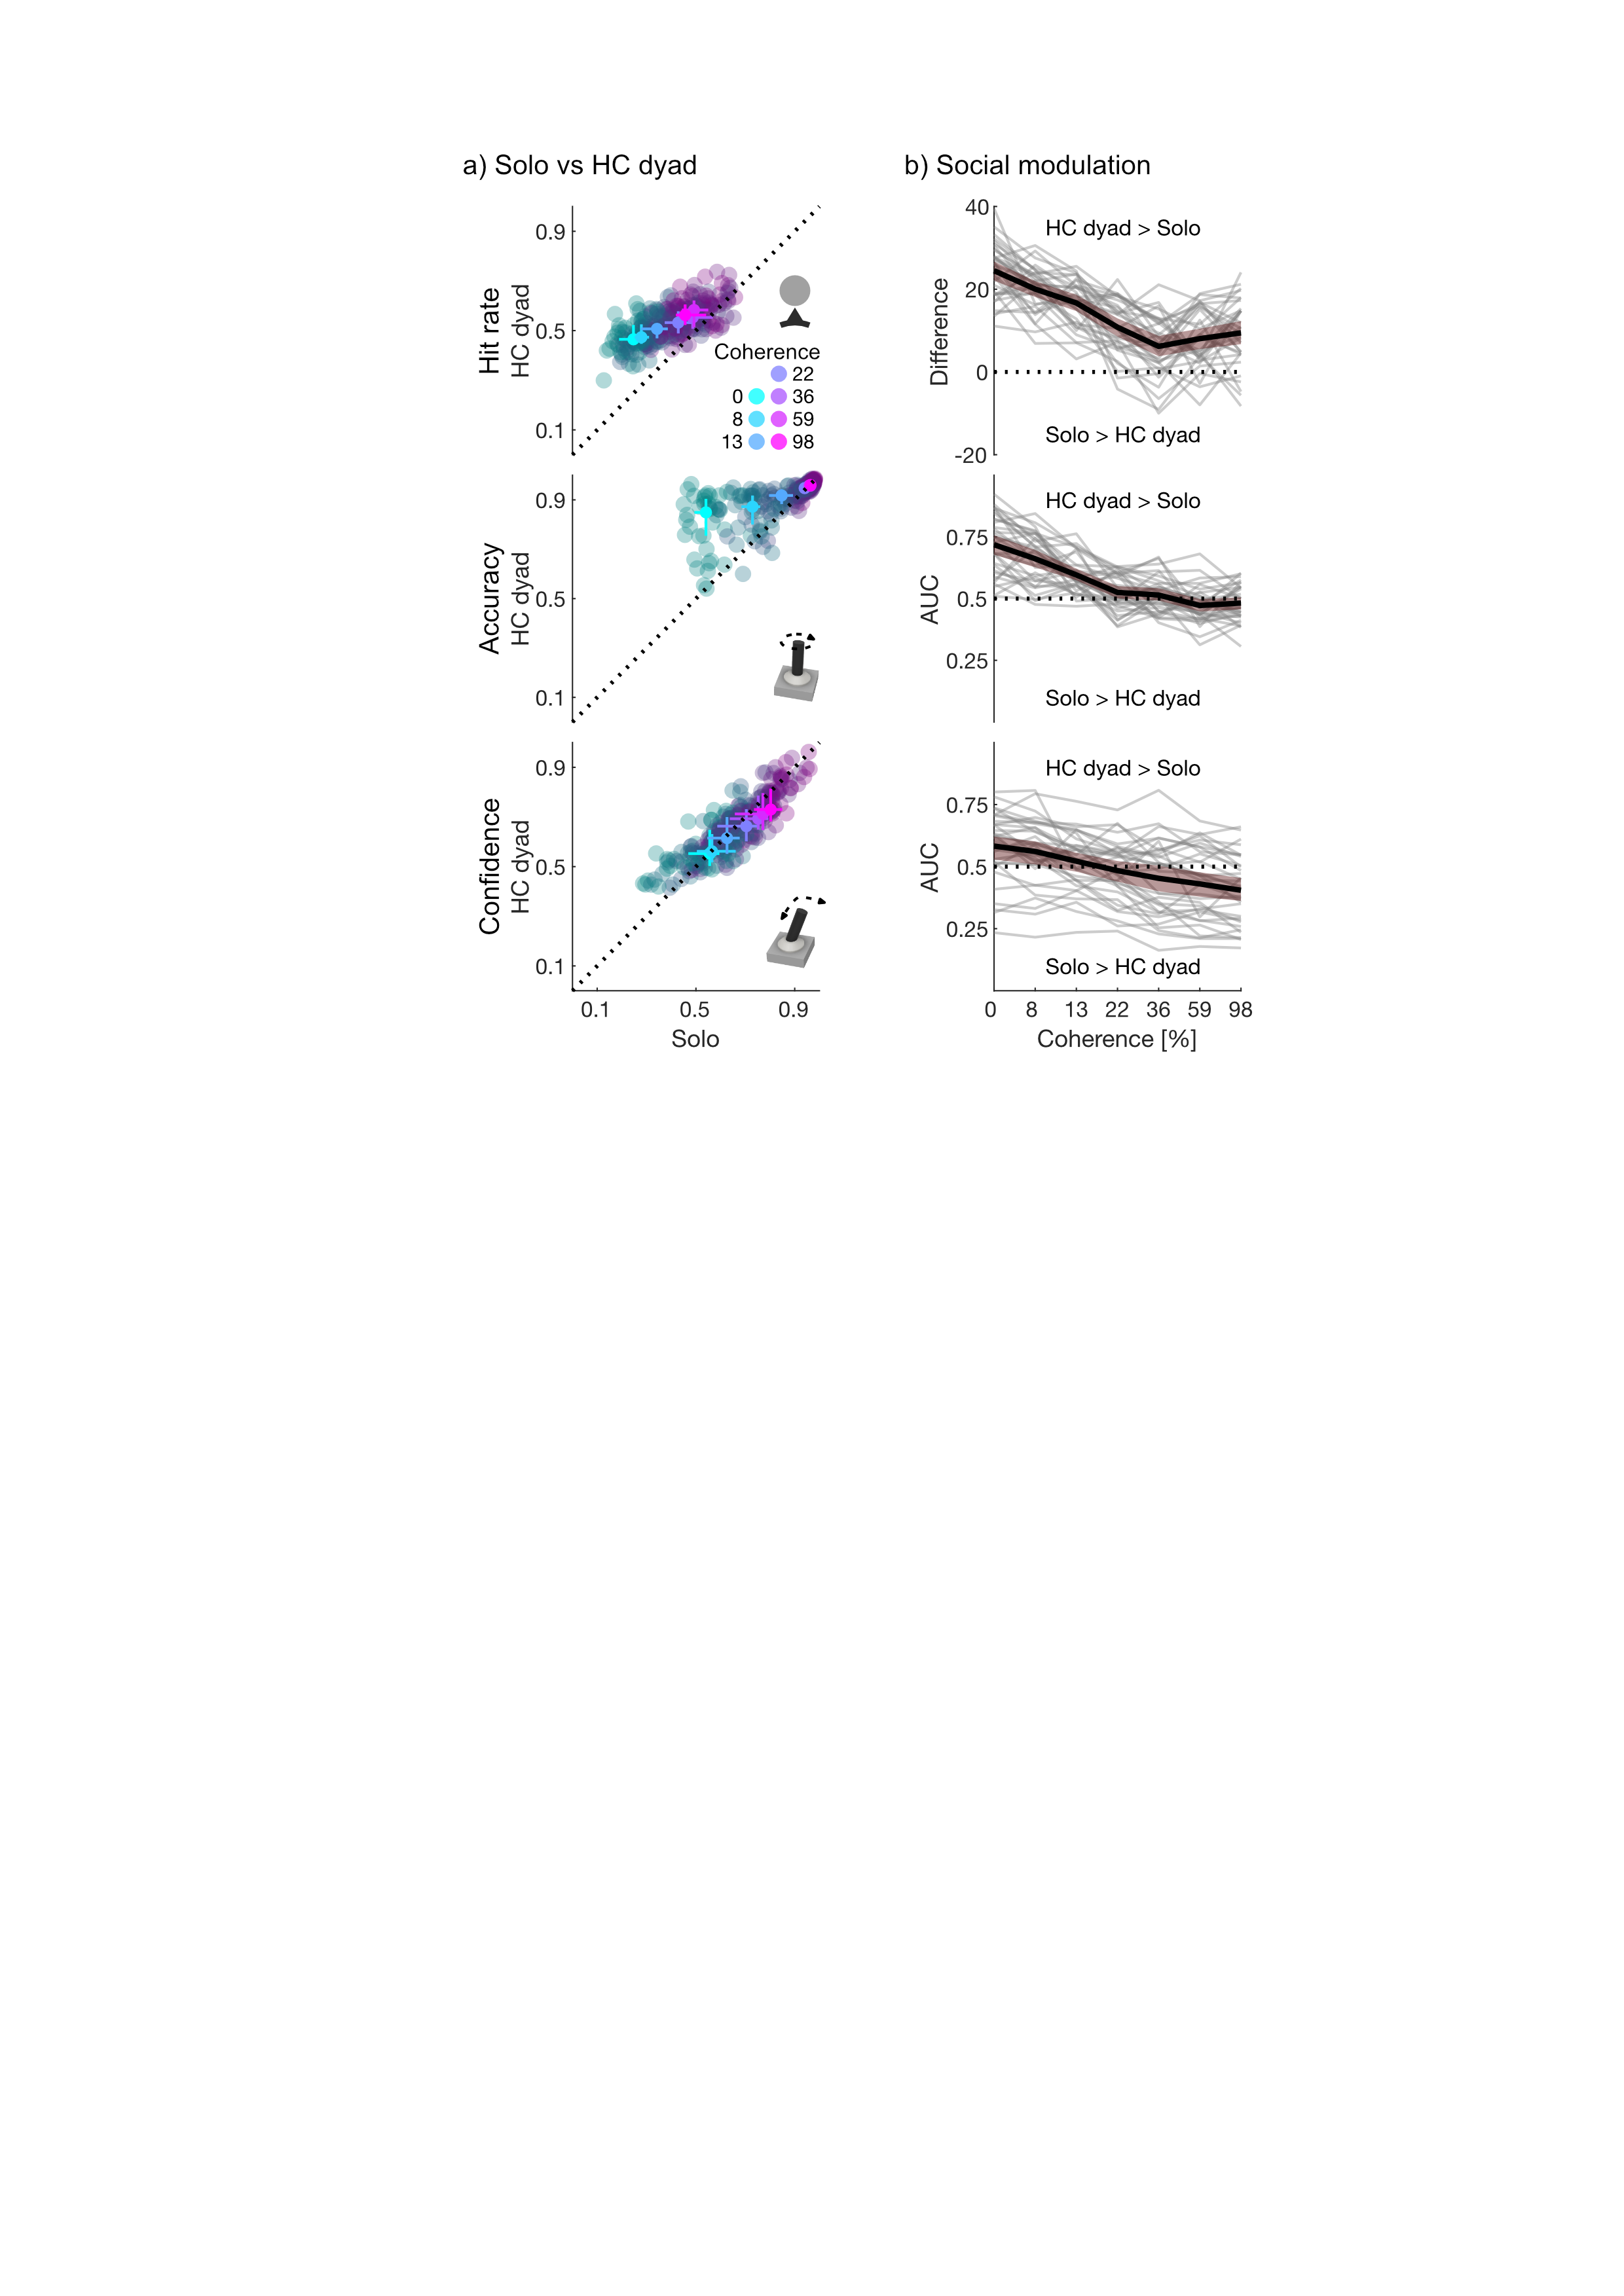 a) Solo vs HC dyad
Hit rate
HC dyad
0.9
0.5
0.1
Coherence
22
0 36
8 59
13 98
Accuracy
HC dyad
0.9
0.5
0.1
Confidence
HC dyad
0.9
0.5
0.1
0.1 0.5 0.9
Solo
b) Social modulation
Difference
40
20
0
-20
HC dyad > Solo
Solo > HC dyad
AUC
0.75
0.5
0.25
HC dyad > Solo
Solo > HC dyad
AUC
0.75
0.5
0.25
HC dyad > Solo
Solo > HC dyad
0 8 13 22 36 59 98
Coherence [%]